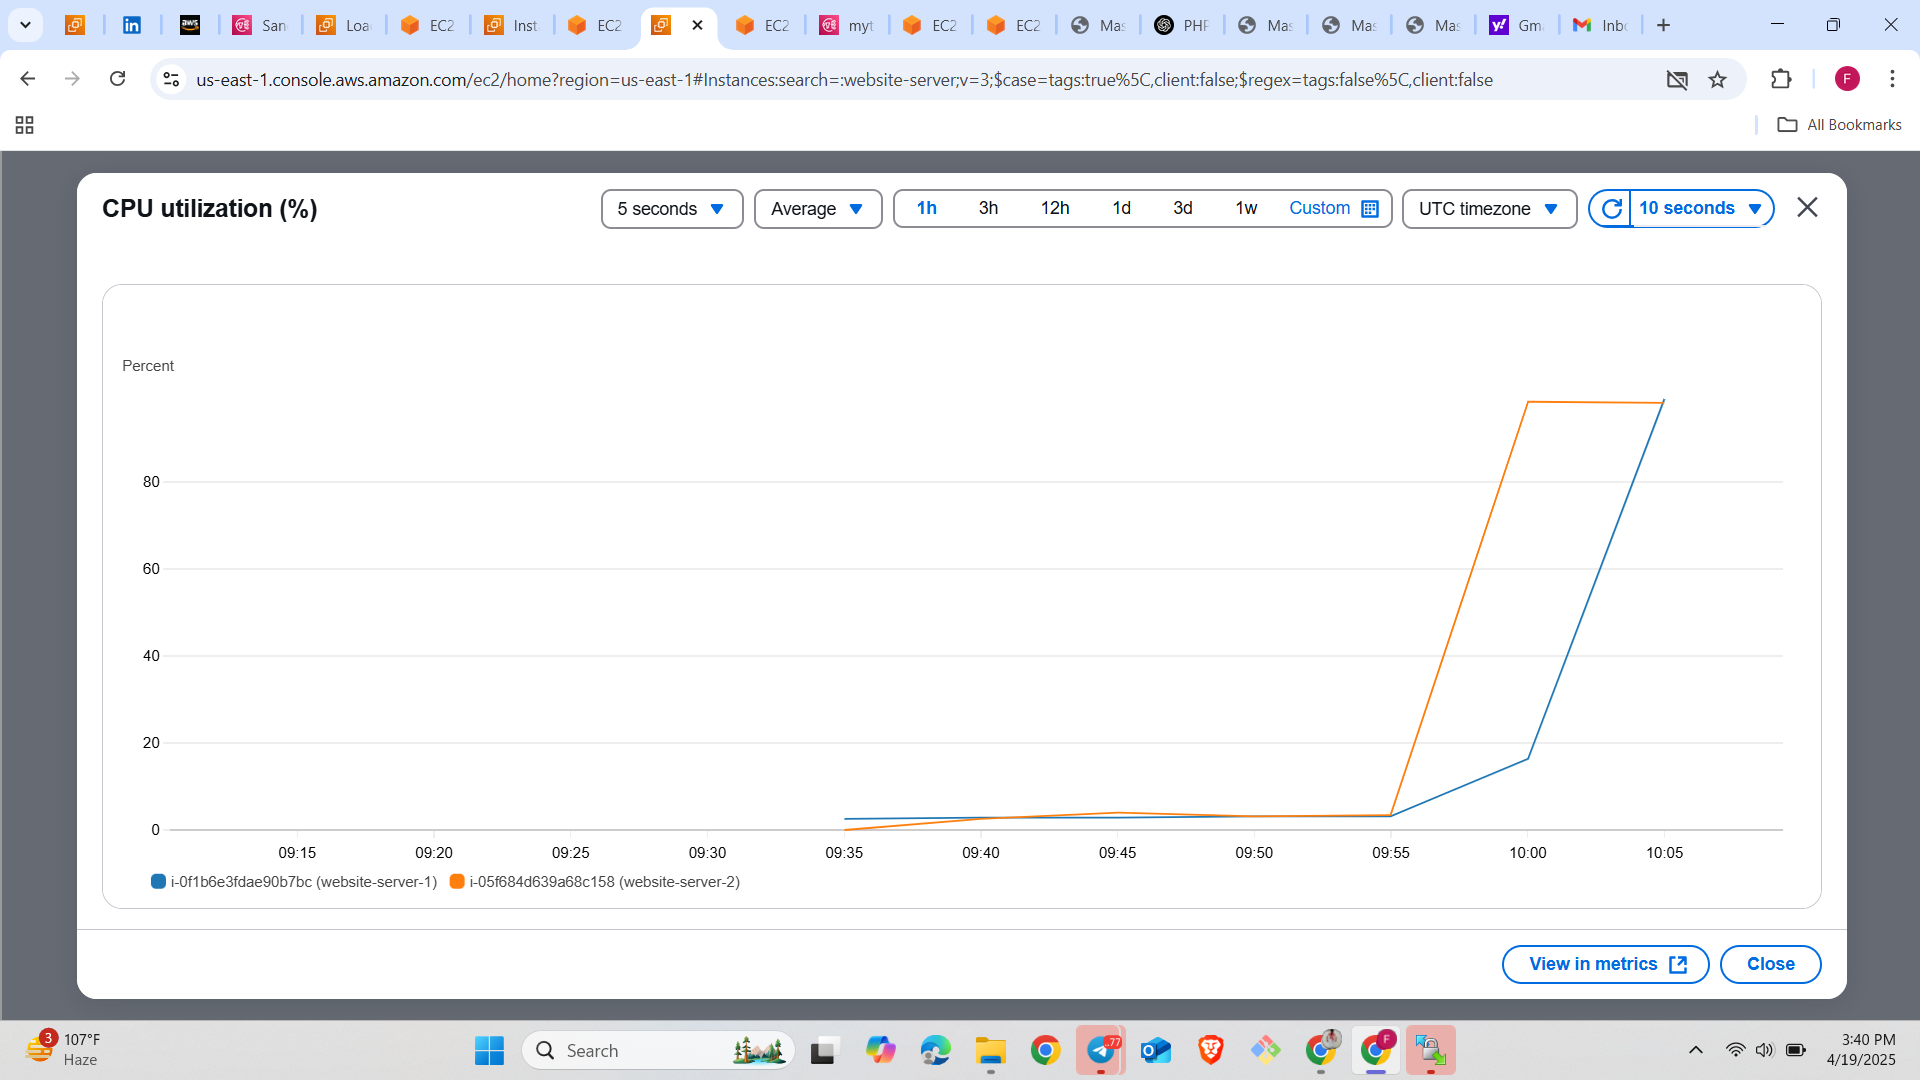 in
aws
San
Loa
EC2
Inst
EC2
EC2
myt
EC2
EC2
Mas
PHP
Mas
Mas
Mas
Gm
Inbo
us-east-1.console.aws.amazon.com/ec2/home?region=us-east-1#Instances:search=:website-server;v=3;$case=tags:true%5C,client:false;$regex=tags:false%5C,client:false
F
All Bookmarks
CPU utilization (%)
5 seconds
Average
1h 3h 12h 1d 3d 1w Custom
UTC timezone
10 seconds
Percent
80
60
40
20
0
09:15 09:20 09:25 09:30 09:35 09:40 09:45 09:50 09:55 10:00 10:05
i-0f1b6e3fdae90b7bc (website-server-1) i-05f684d639a68c158 (website-server-2)
View in metrics
Close
3
107°F
Haze
Search
.77
F
3:40 PM
4/19/2025